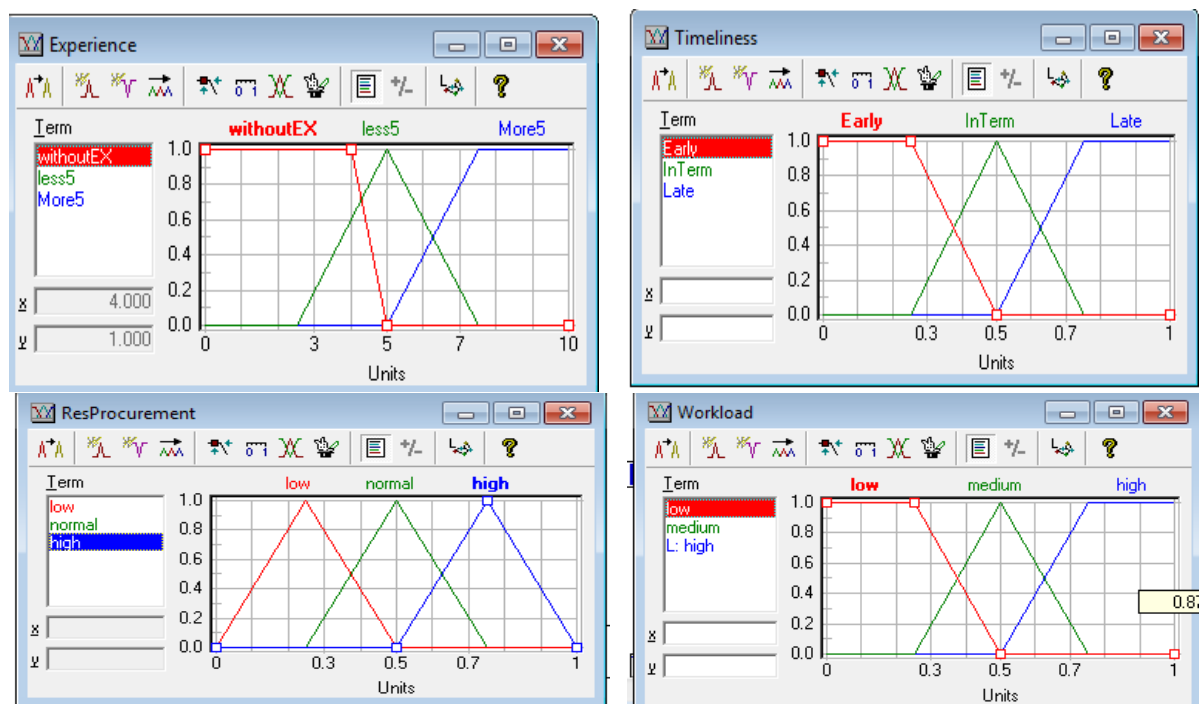 Experience
Term
withoutEX
less5
More5
x 4.000
y 1.000
withoutEX less5 More5
1.0
0.8
0.6
0.4
0.2
0.0
0 3 5 7 10
Units
Timeliness
Term
Early
InTerm
Late
x
y
Early InTerm Late
1.0
0.8
0.6
0.4
0.2
0.0
0 0.3 0.5 0.7 1
Units
ResProcurement
Term
low
normal
high
x
y
low normal high
1.0
0.8
0.6
0.4
0.2
0.0
0 0.3 0.5 0.7 1
Units
Workload
Term
low
medium
L: high
x
y
low medium high
1.0
0.8
0.6
0.4
0.2
0.0
0 0.3 0.5 0.7 1
Units